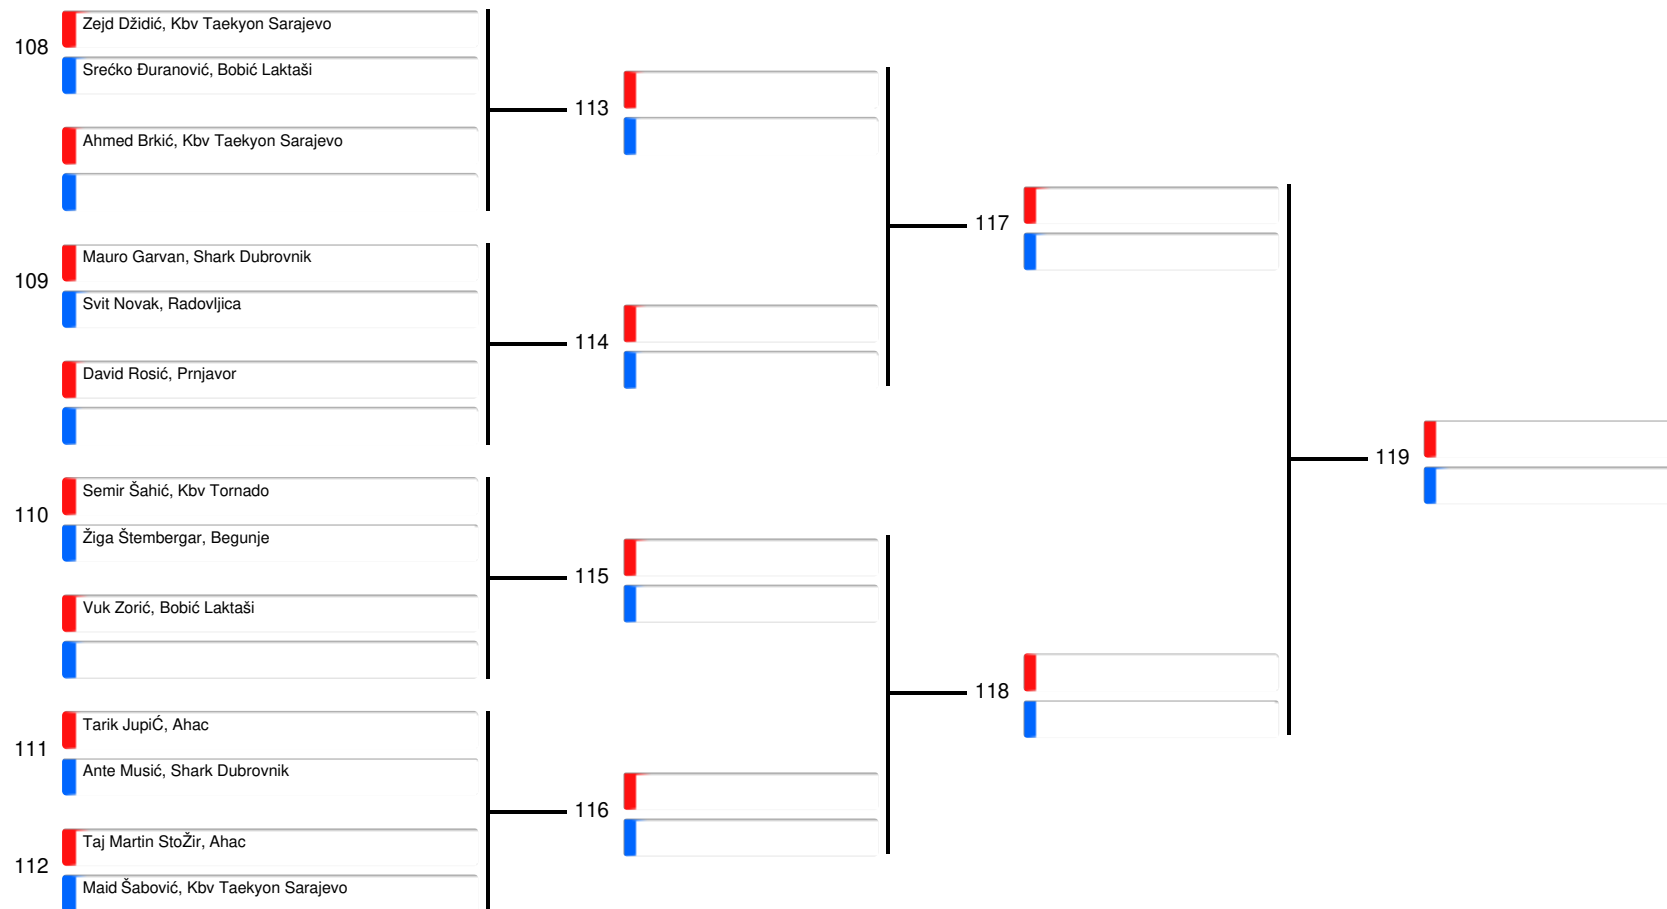 108
Zejd Džidić, Kbv Taekyon Sarajevo
Srećko Đuranović, Bobić Laktaši
Ahmed Brkić, Kbv Taekyon Sarajevo
109
Mauro Garvan, Shark Dubrovnik
Svit Novak, Radovljica
David Rosić, Prnjavor
110
Semir Šahić, Kbv Tornado
Žiga Štembergar, Begunje
Vuk Zorić, Bobić Laktaši
111
Tarik JupiĆ, Ahac
Ante Musić, Shark Dubrovnik
112
Taj Martin StoŽir, Ahac
Maid Šabović, Kbv Taekyon Sarajevo
113
114
115
116
117
118
119